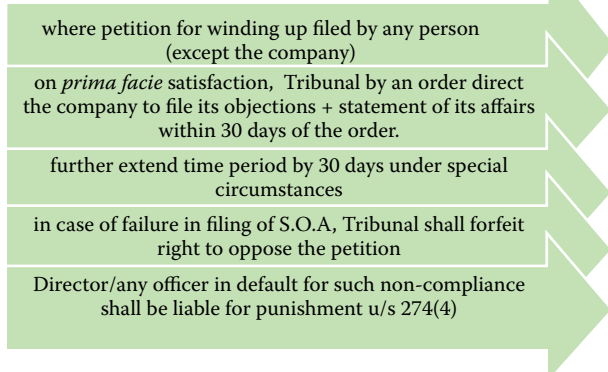 where petition for winding up filed by any person
(except the company)
on prima facie satisfaction, Tribunal by an order direct
the company to file its objections + statement of its affairs
within 30 days of the order.
further extend time period by 30 days under special
circumstances
in case of failure in filing of S.O.A, Tribunal shall forfeit
right to oppose the petition
Director/any officer in default for such non-compliance
shall be liable for punishment u/s 274(4)